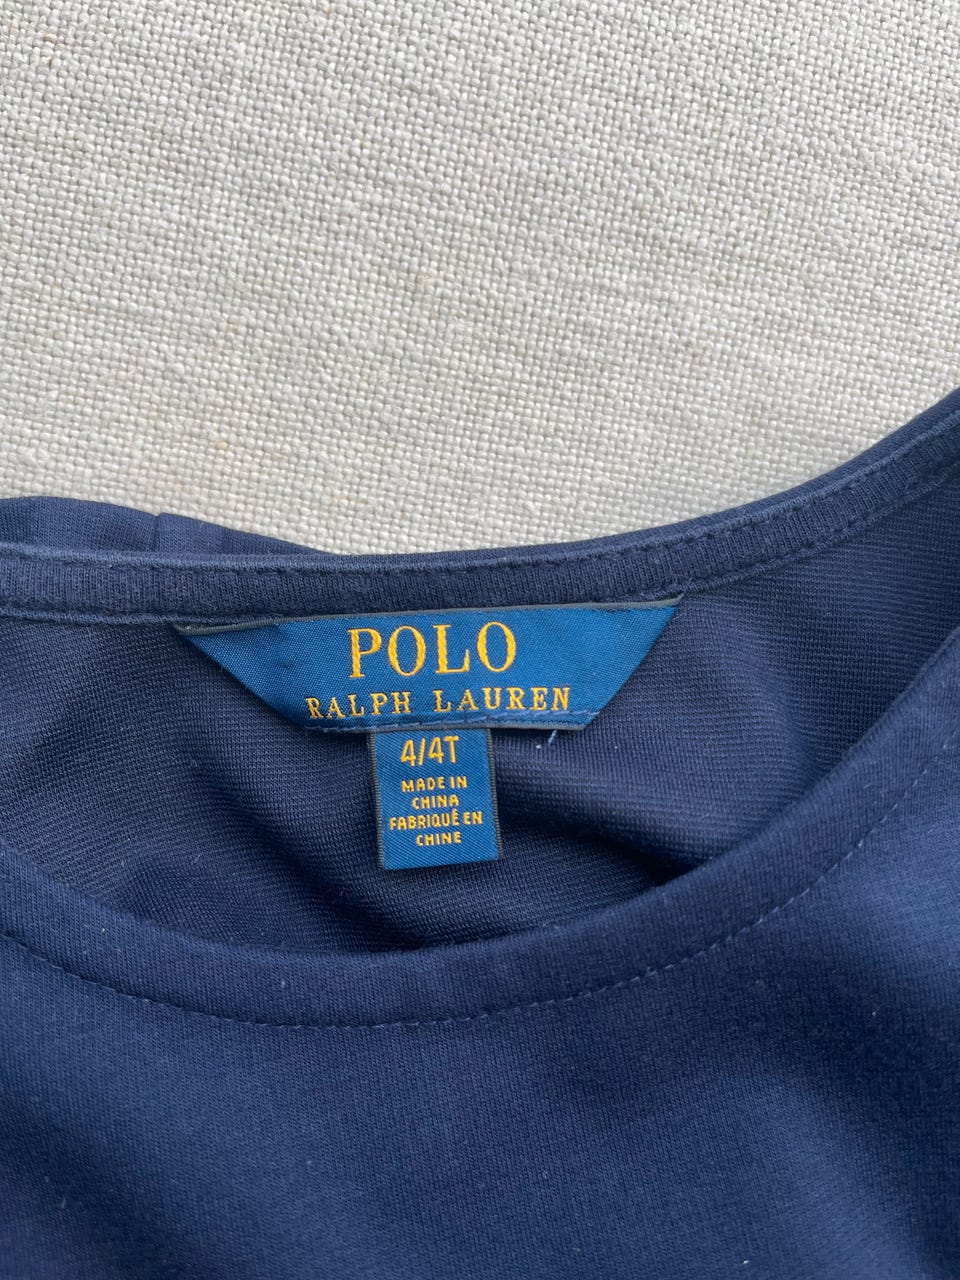 POLO
RALPH LAUREN
4/4T
MADE IN
CHINA
FABRIQUÉ EN
CHINE